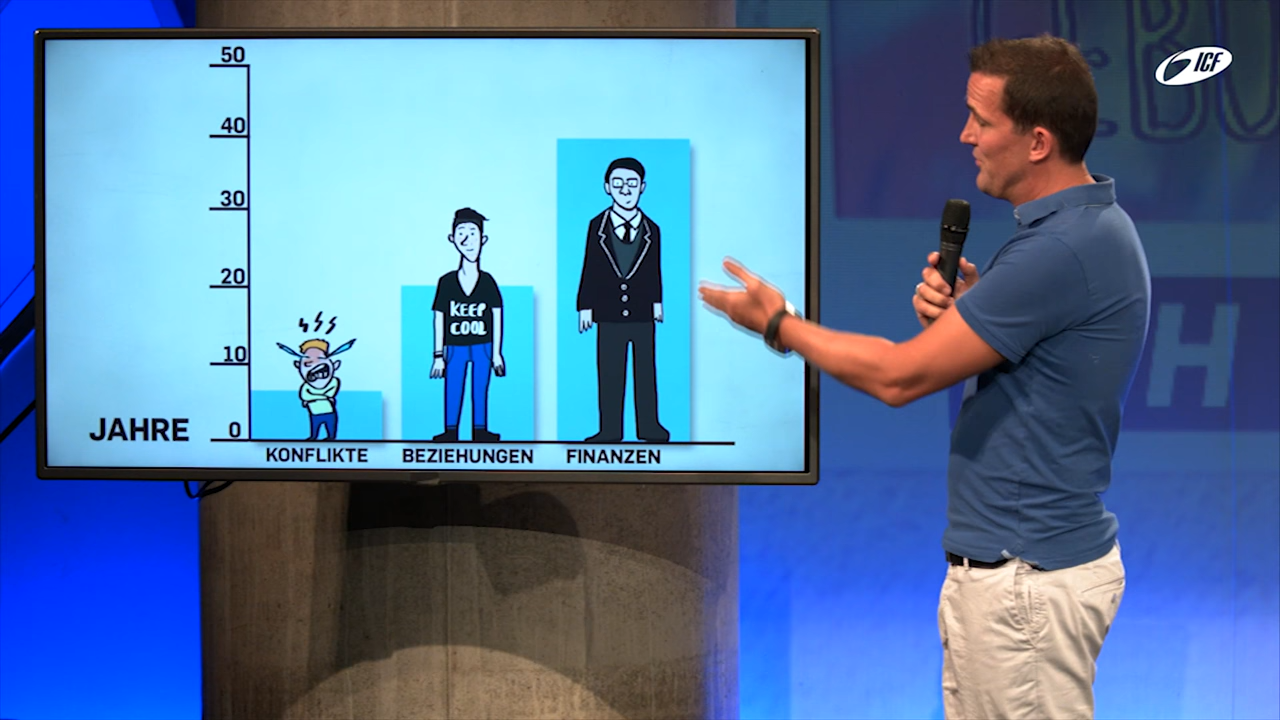 50
40
30
20
10
JAHRE 0
KEEP
COOL
KONFLIKTE BEZIEHUNGEN FINANZEN
ICF
H